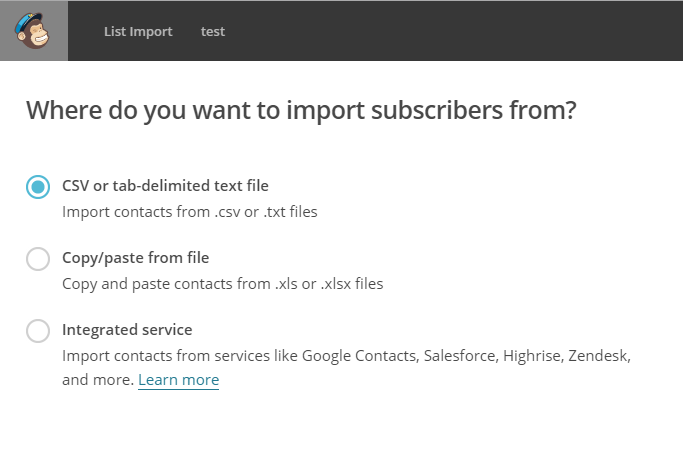 List Import test
Where do you want to import subscribers from?
CSV or tab-delimited text file
Import contacts from .csv or .txt files
Copy/paste from file
Copy and paste contacts from .xls or .xlsx files
Integrated service
Import contacts from services like Google Contacts, Salesforce, Highrise, Zendesk,
and more. Learn more